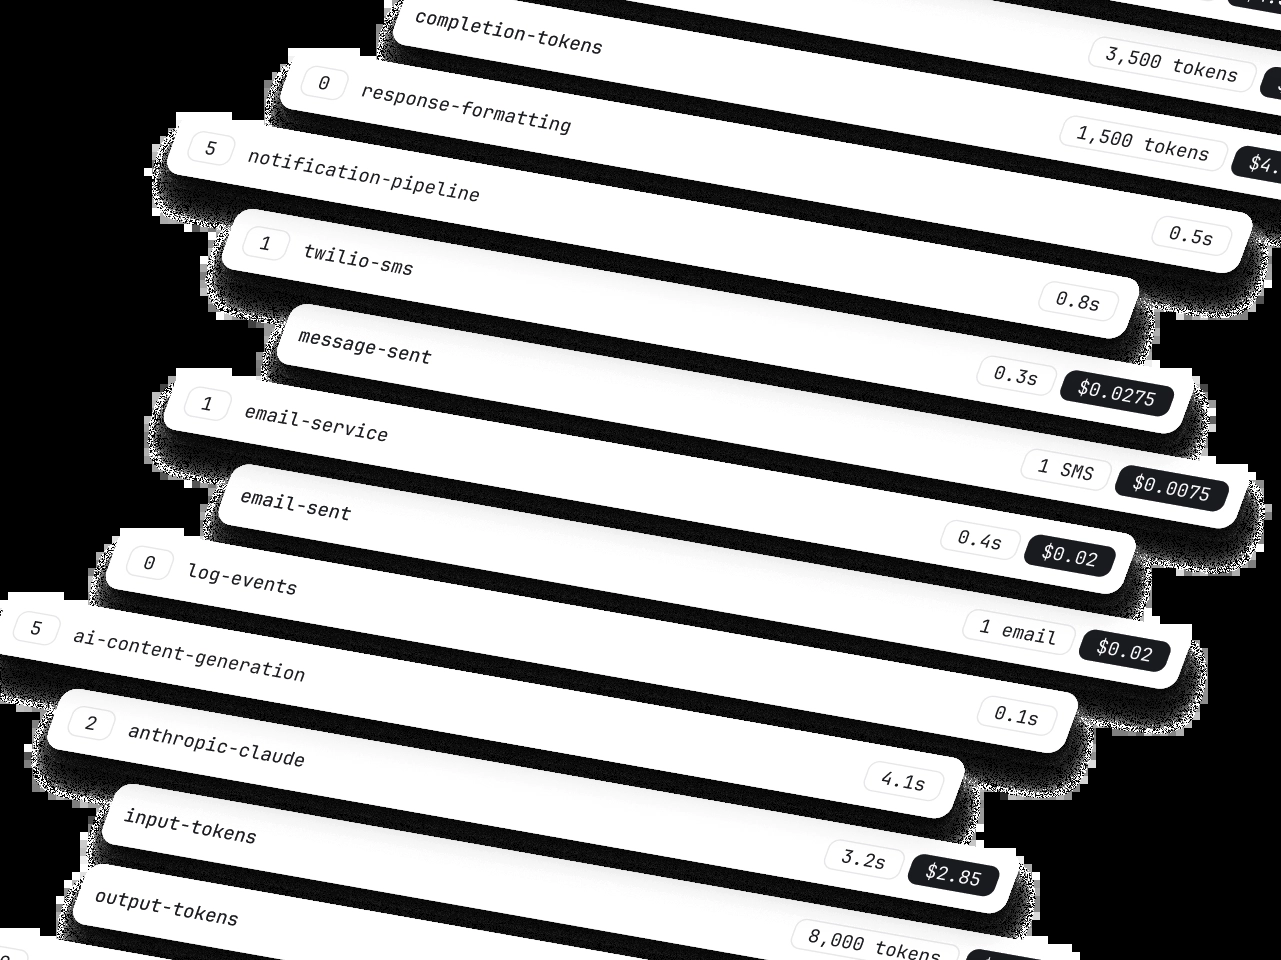 3,500 tokens
completion-tokens 1,500 tokens
0 response-formatting 0.5s
5 notification-pipeline 0.8s
1 twilio-sms 0.3s $0.0275
message-sent 1 SMS $0.0075
1 email-service 0.4s $0.02
email-sent 1 email $0.02
0 log-events 0.1s
5 ai-content-generation 4.1s
2 anthropic-claude 3.2s $2.85
input-tokens 8,000 tokens
output-tokens